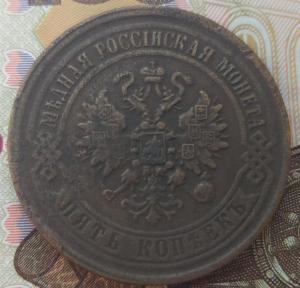 МѢДНАЯ РОССІЙСКАЯ МОНЕТА
ПЯТЬ КОПѢЕКЪ